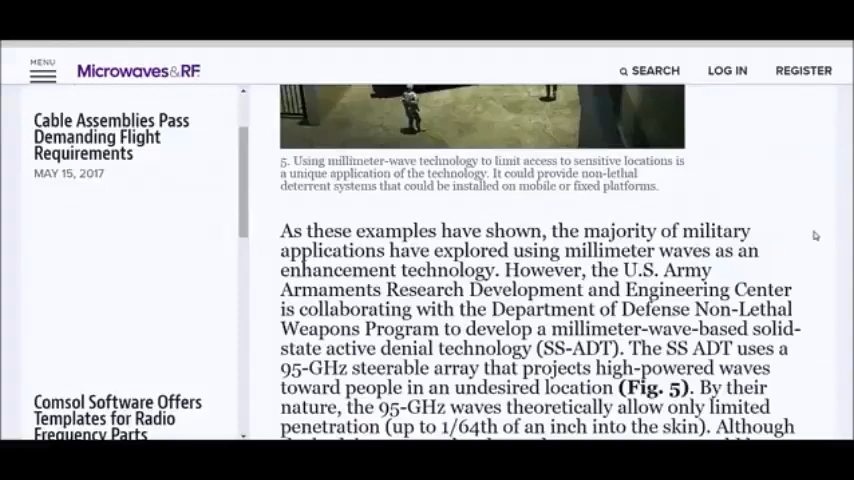 MENU
Microwaves&RF
SEARCH
LOG IN
REGISTER
Cable Assemblies Pass
Demanding Flight
Requirements
MAY 15, 2017
Comsol Software Offers
Templates for Radio
Frequency Parts
5. Using millimeter-wave technology to limit access to sensitive locations is
a unique application of the technology. It could provide non-lethal
deterrent systems that could be installed on mobile or fixed platforms.
As these examples have shown, the majority of military
applications have explored using millimeter waves as an
enhancement technology. However, the U.S. Army
Armaments Research Development and Engineering Center
is collaborating with the Department of Defense Non-Lethal
Weapons Program to develop a millimeter-wave-based solid-
state active denial technology (SS-ADT). The SS ADT uses a
95-GHz steerable array that projects high-powered waves
toward people in an undesired location (Fig. 5). By their
nature, the 95-GHz waves theoretically allow only limited
penetration (up to 1/64th of an inch into the skin). Although